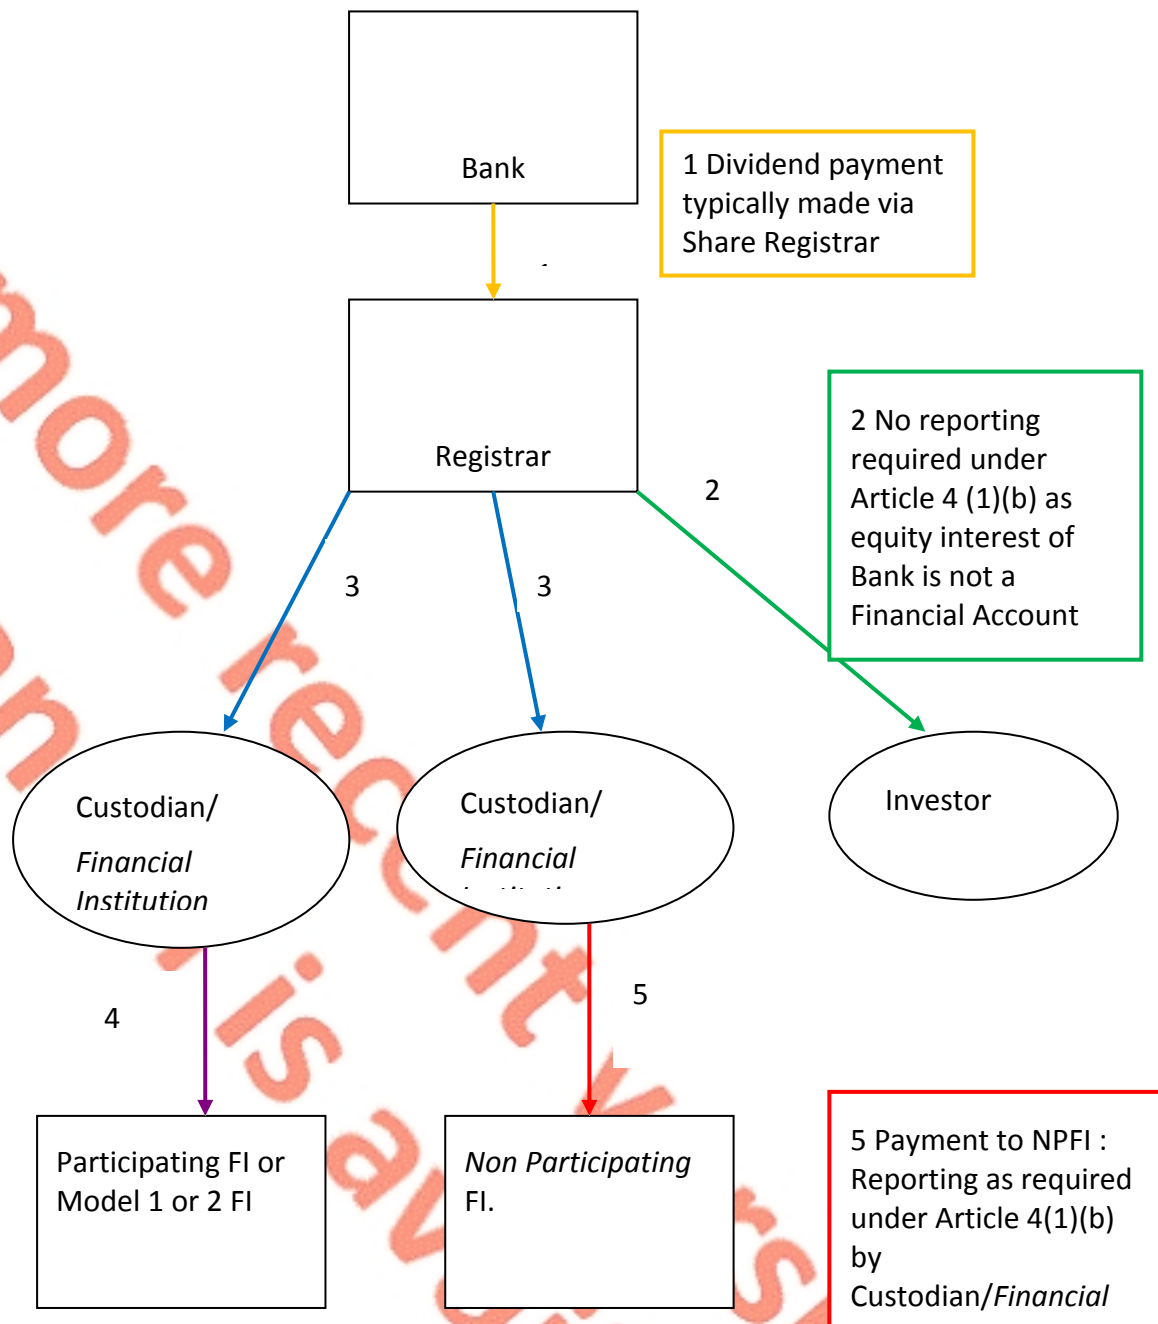 Bank
1 Dividend payment
typically made via
Share Registrar
Registrar
2
2 No reporting
required under
Article 4 (1)(b) as
equity interest of
Bank is not a
Financial Account
3
3
Custodian/
Financial
Institution
Custodian/
Financial
Investor
4
5
Participating FI or
Model 1 or 2 FI
Non Participating
FI.
5 Payment to NPFI :
Reporting as required
under Article 4(1)(b)
by
Custodian/Financial
more recent
is